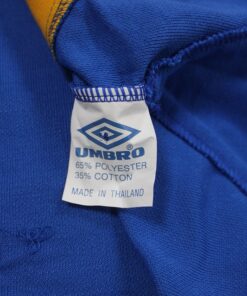 UMBRO
65% POLYESTER
35% COTTON
MADE IN THAILAND